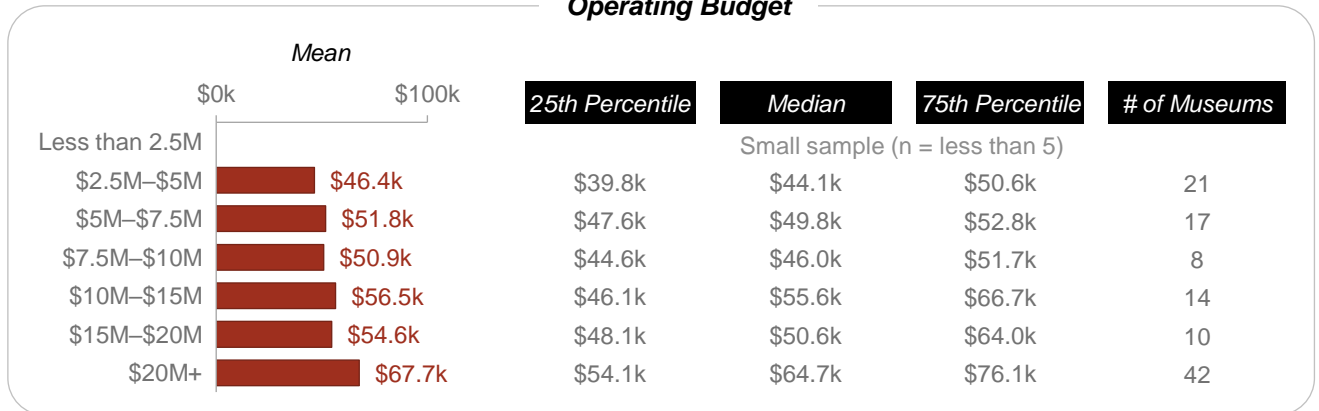 Operating Budget
Mean
$0k $100k 25th Percentile Median 75th Percentile # of Museums
Less than 2.5M Small sample (n = less than 5)
$2.5M–$5M $46.4k $39.8k $44.1k $50.6k 21
$5M–$7.5M $51.8k $47.6k $49.8k $52.8k 17
$7.5M–$10M $50.9k $44.6k $46.0k $51.7k 8
$10M–$15M $56.5k $46.1k $55.6k $66.7k 14
$15M–$20M $54.6k $48.1k $50.6k $64.0k 10
$20M+ $67.7k $54.1k $64.7k $76.1k 42